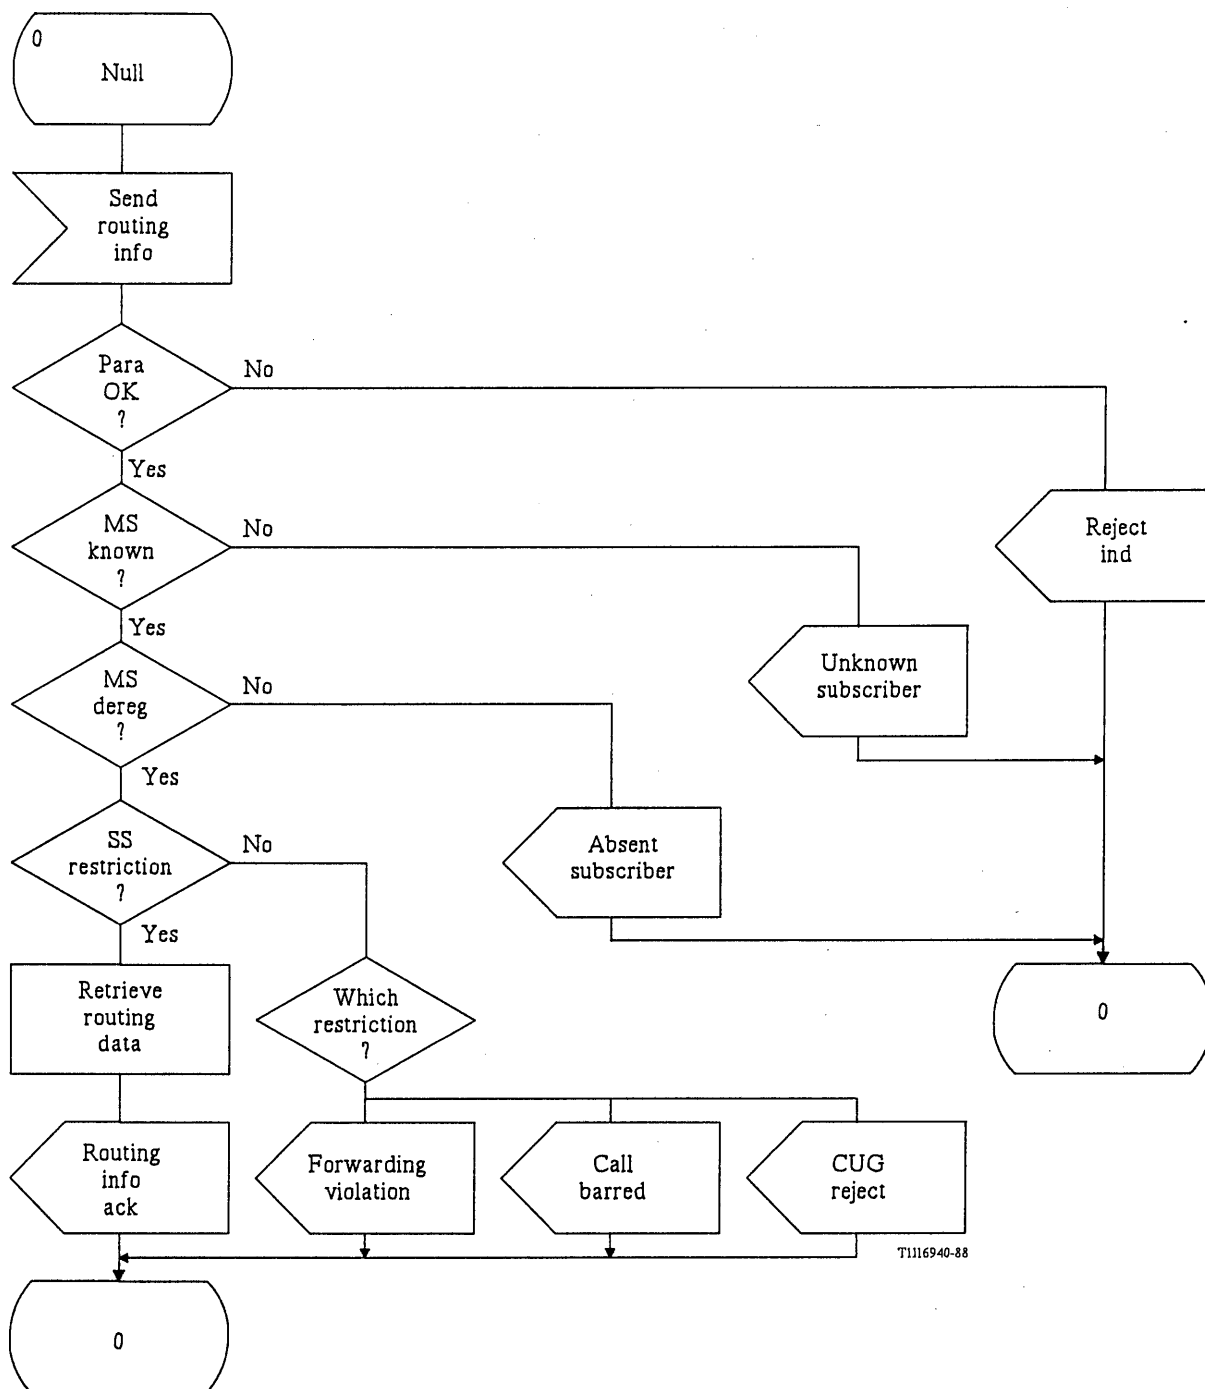 0
Null
Send
routing
info
Para
OK
?
No
Yes
MS
known
?
No
Reject
ind
Yes
MS
dereg
?
No
Unknown
subscriber
Yes
SS
restriction
?
No
Absent
subscriber
Yes
Retrieve
routing
data
Which
restriction
?
0
Routing
info
ack
Forwarding
violation
Call
barred
CUG
reject
T1116940-88
0